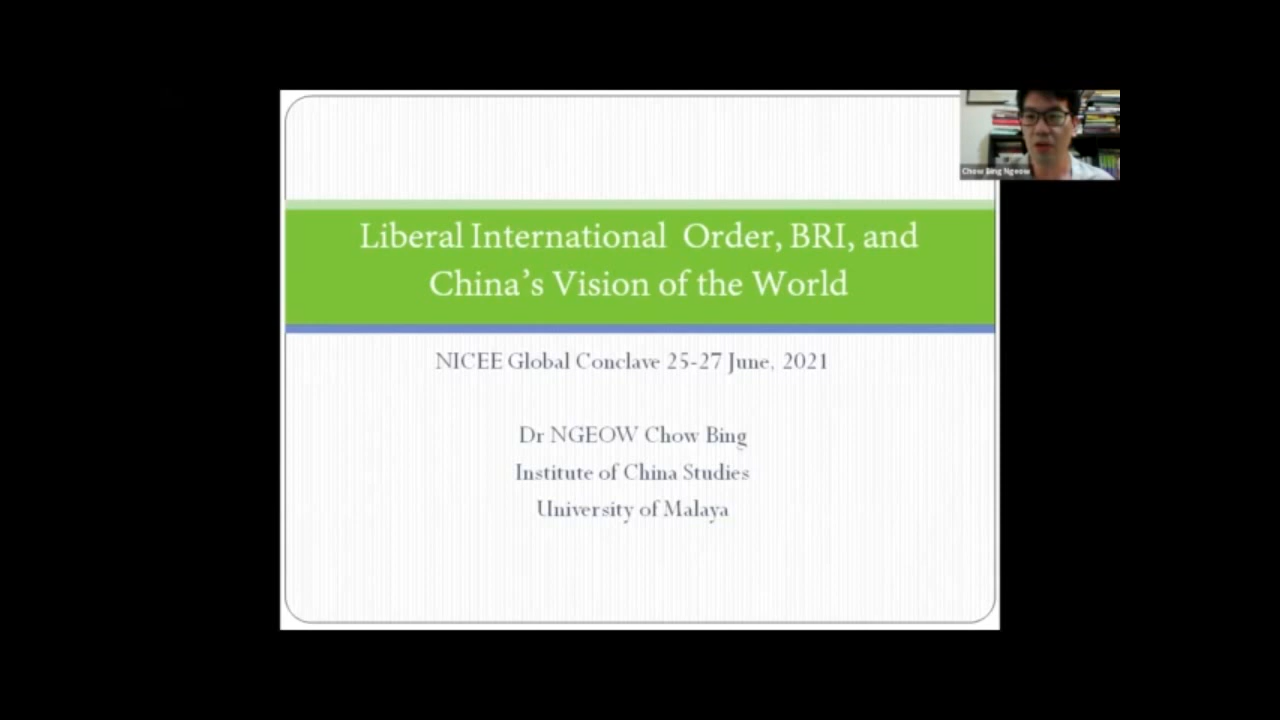 Liberal International Order, BRI, and
China's Vision of the World
NICEE Global Conclave 25-27 June, 2021
Dr NGEOW Chow Bing
Institute of China Studies
University of Malaya
Chow Bing Ngeow